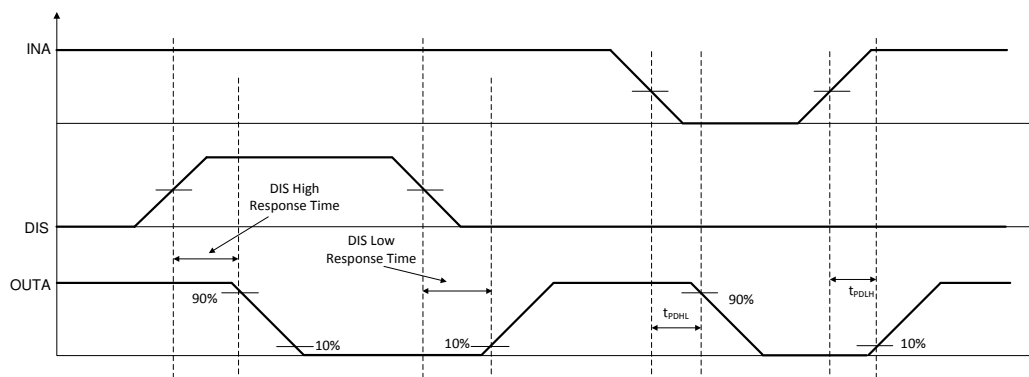 INA
DIS High
Response Time
DIS
DIS Low
Response Time
OUTA
90%
10%
10%
tPDHL
90%
tPDLH
10%